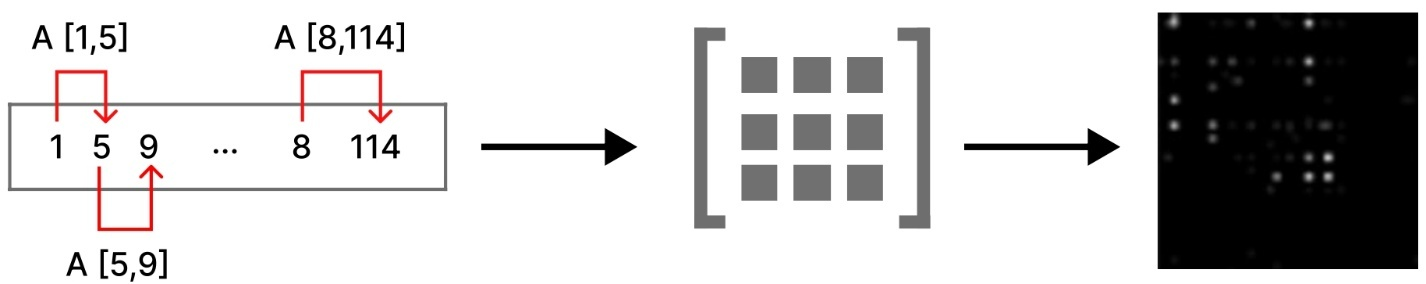 A [1,5] A [8,114]
1 5 9 ... 8 114
A [5,9]